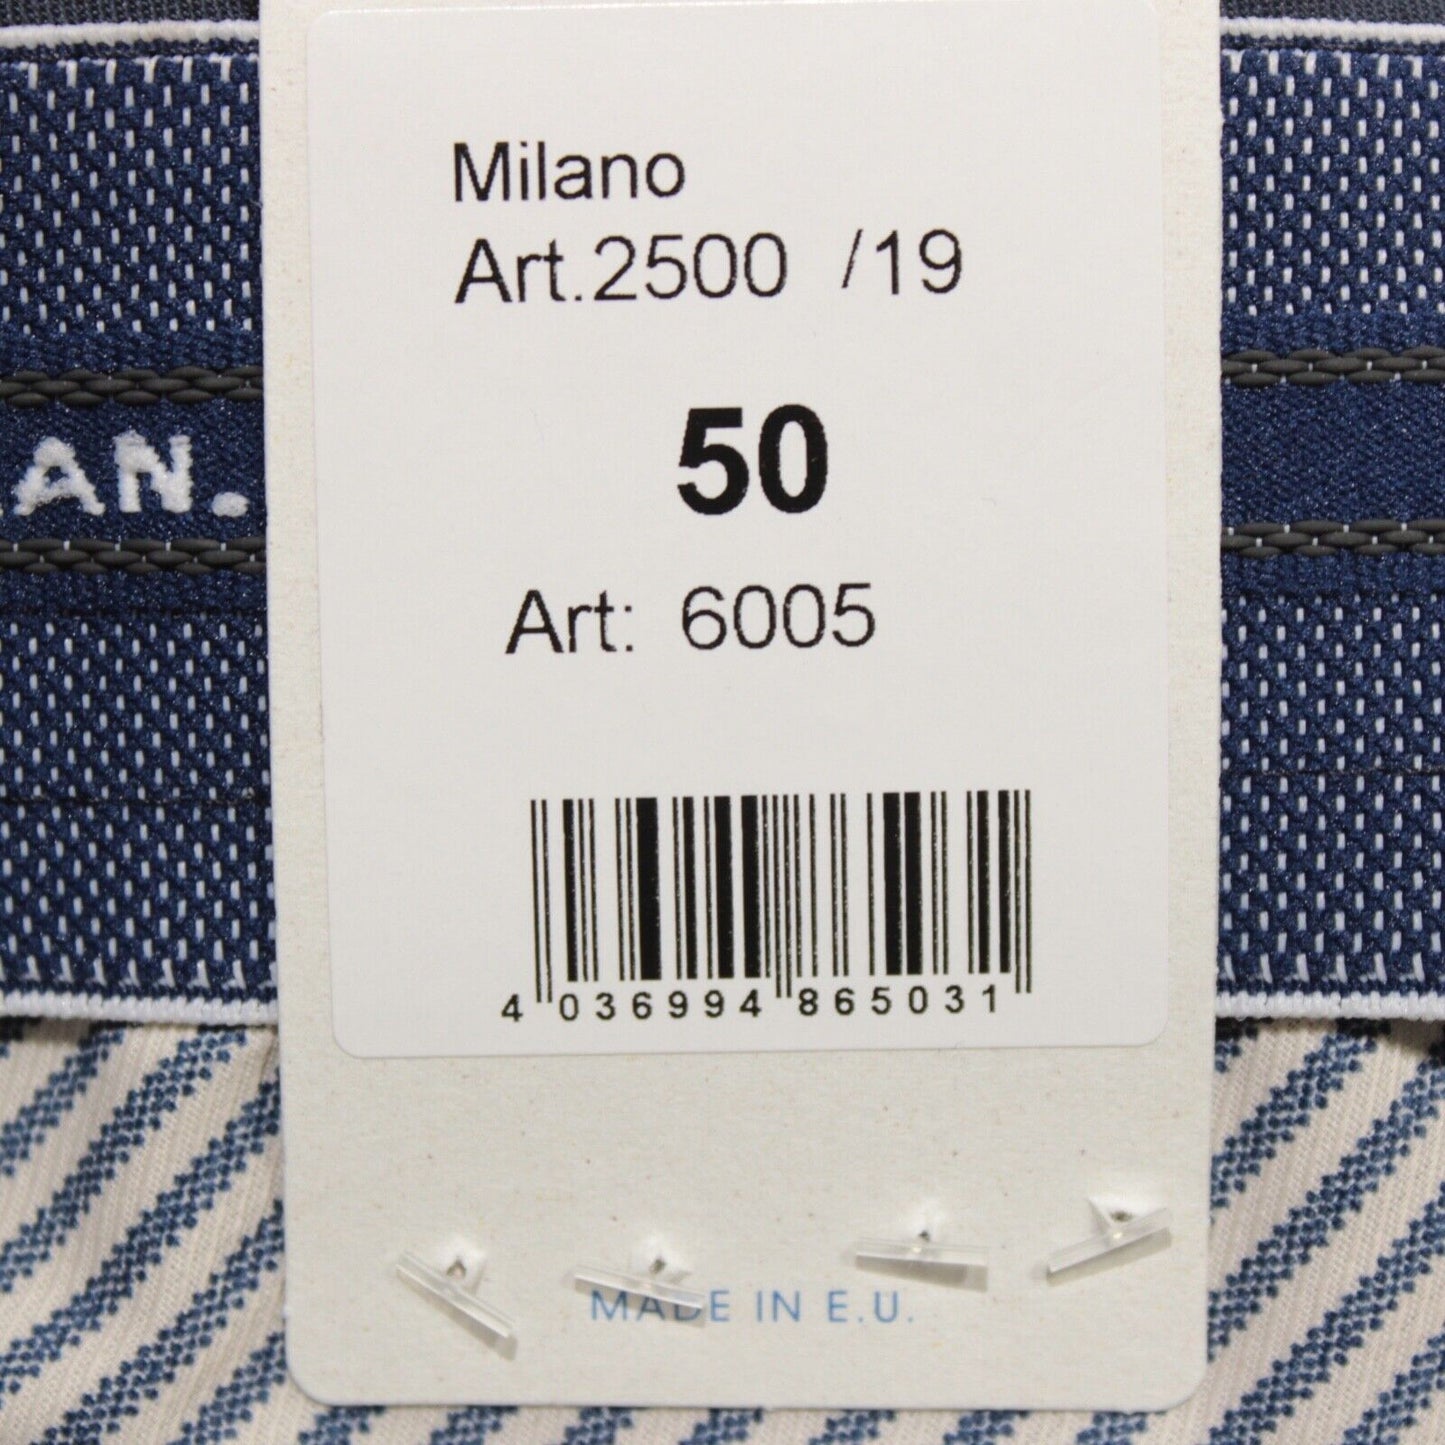 Milano
Art.2500 /19
50
AN.
Art: 6005
4 036994 865031
MADE IN E.U.